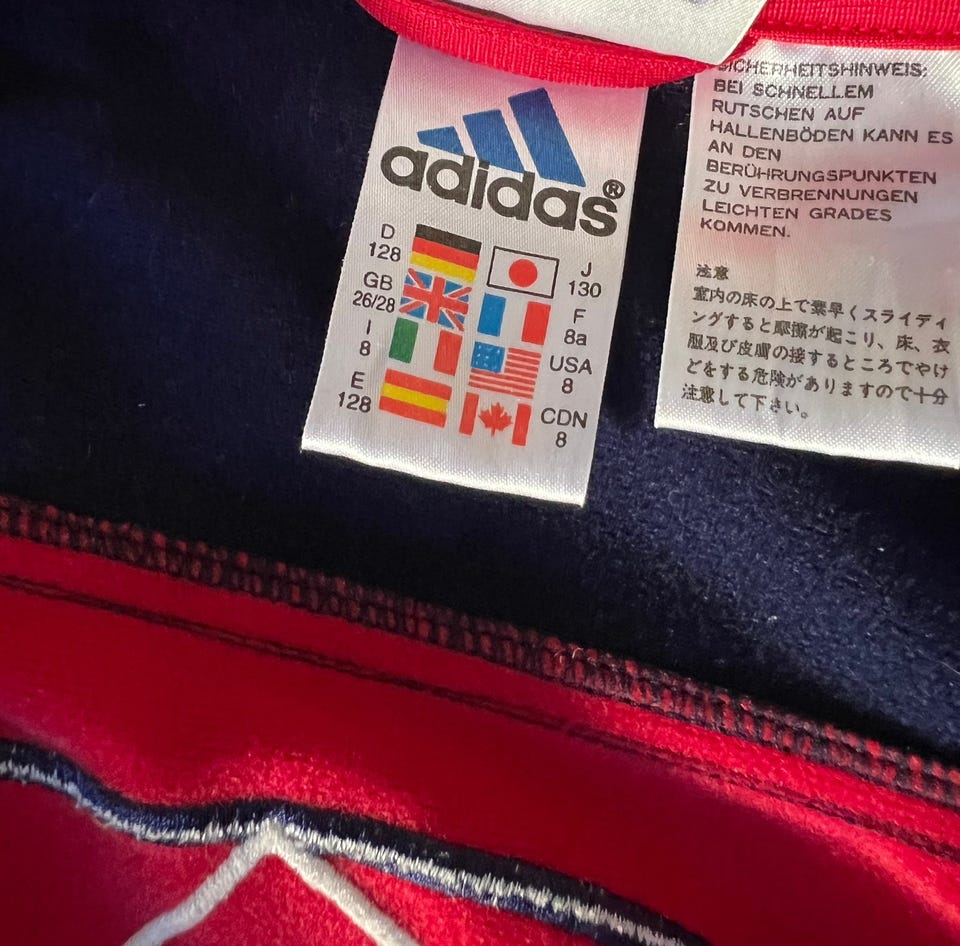 adidas®
D
128
J
130
GB
26/28
F
8a
I
8
USA
8
E
128
CDN
8
SICHERHEITSHINWEIS:
BEI SCHNELLEM
RUTSCHEN AUF
HALLENBÖDEN KANN ES
AN DEN
BERÜHRUNGSPUNKTEN
ZU VERBRENNUNGEN
LEICHTEN GRADES
KOMMEN.
注意
室内の床の上で素早くスライディ
ングすると摩擦が起こり、床、衣
服及び皮膚の接するところでやけ
どをする危険がありますので十分
注意して下さい。